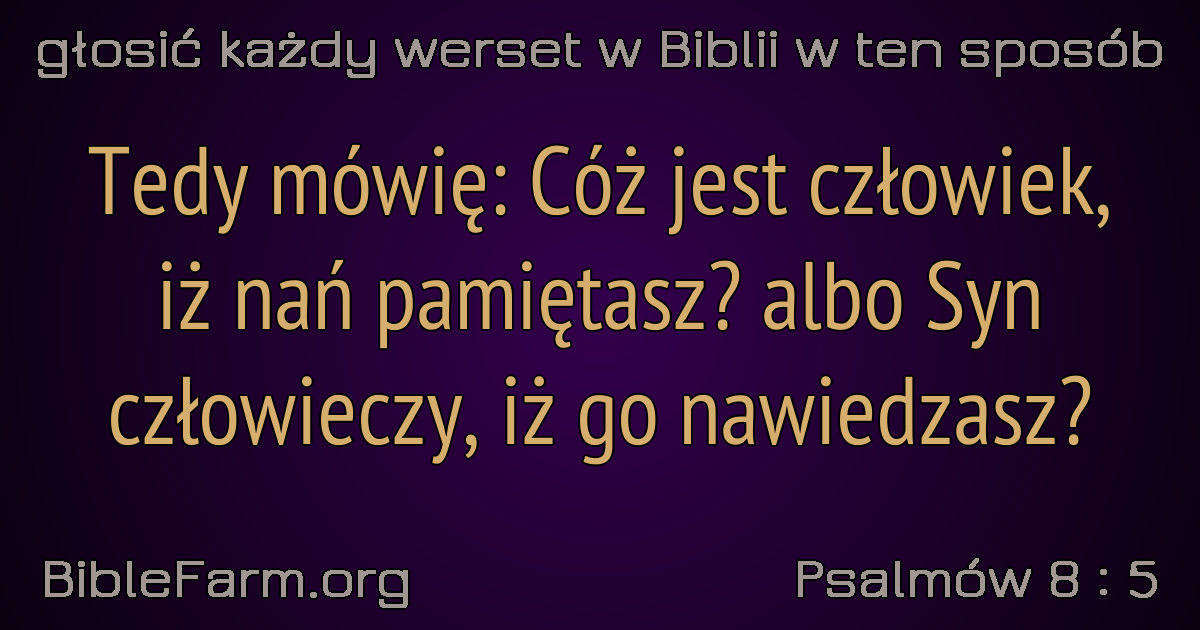 głosić każdy werset w Biblii w ten sposób
Tedy mówię: Cóż jest człowiek,
iż nań pamiętasz? albo Syn
człowieczy, iż go nawiedzasz?
BibleFarm.org
Psalmów 8 : 5